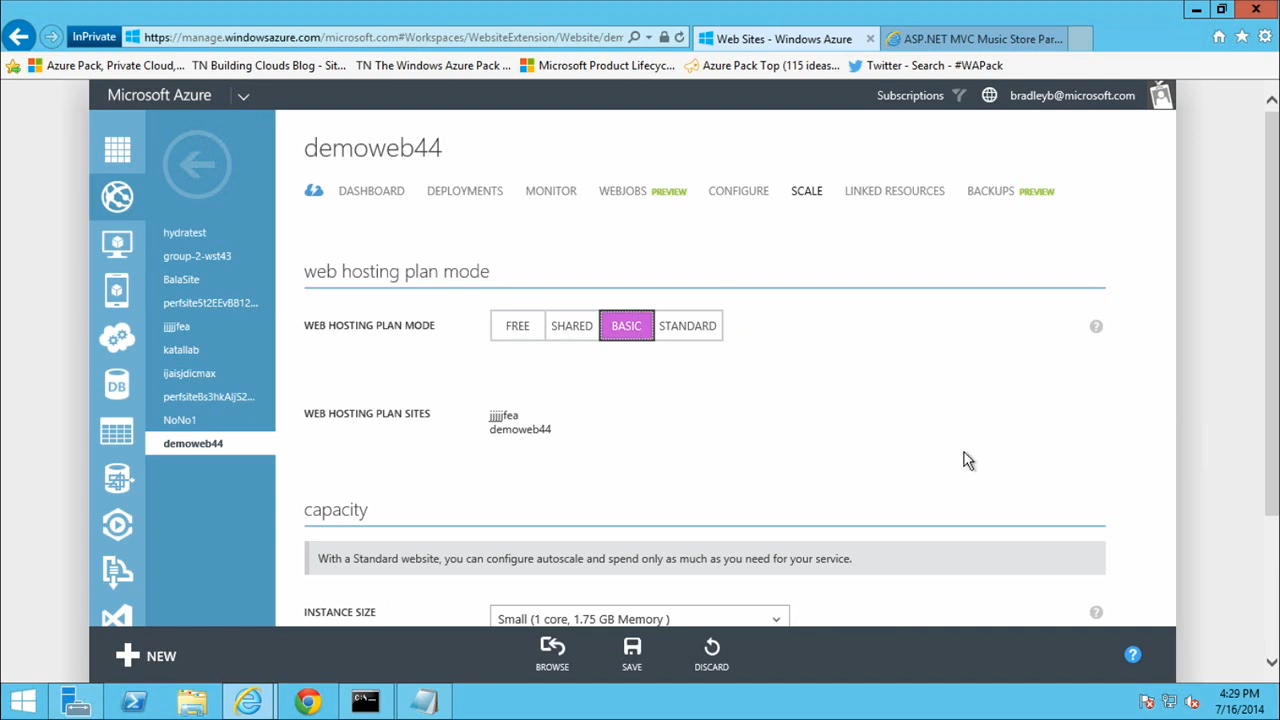 InPrivate
https://manage.windowsazure.com/microsoft.com#Workspaces/WebsiteExtension/Website/dem
Web Sites - Windows Azure
ASP.NET MVC Music Store Par...
Azure Pack, Private Cloud,...
TN Building Clouds Blog - Sit...
TN The Windows Azure Pack ...
Microsoft Product Lifecyc...
Azure Pack Top (115 ideas...
Twitter - Search - #WAPack
Microsoft Azure
Subscriptions
bradleyb@microsoft.com
hydratest
group-2-wst43
BalaSite
perfsite5t2EEvBB12...
jjjjjfea
katallab
ijaisjdicmax
perfsiteBs3hkAIjS2...
NoNo1
demoweb44
DB
demoweb44
DASHBOARD DEPLOYMENTS MONITOR WEBJOBS PREVIEW CONFIGURE SCALE LINKED RESOURCES BACKUPS PREVIEW
web hosting plan mode
WEB HOSTING PLAN MODE FREE SHARED BASIC STANDARD ?
WEB HOSTING PLAN SITES
jjjjjfea
demoweb44
capacity
With a Standard website, you can configure autoscale and spend only as much as you need for your service.
INSTANCE SIZE Small (1 core, 1.75 GB Memory ) ?
NEW
BROWSE
SAVE
DISCARD
?
4:29 PM
7/16/2014